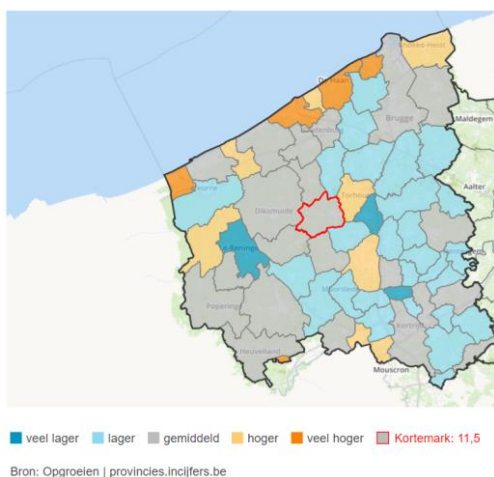 Knokke-Heist
De Haan
Brugge
Maldegem
Oudenburg
Aalter
Veurne
Torhout
Diksmuide
Lo-Reninge
Moorslede
Poperinge
Kortrijk
Heuvelland
Mouscron
veel lager lager gemiddeld hoger veel hoger Kortemark: 11,5
Bron: Opgroeien | provincies.incijfers.be